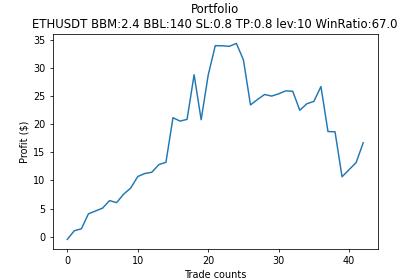 Portfolio
ETHUSDT BBM:2.4 BBL:140 SL:0.8 TP:0.8 lev:10 WinRatio:67.0
35
30
25
20
15
10
5
0
Profit ($)
0 10 20 30 40
Trade counts